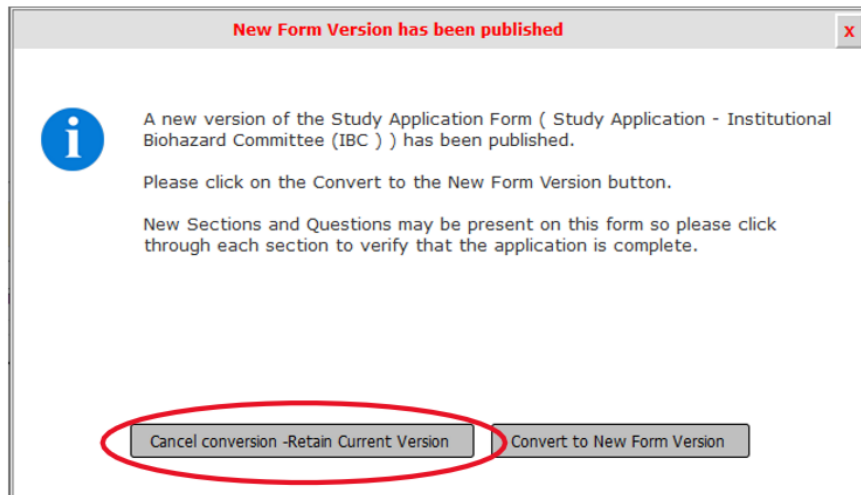 New Form Version has been published
X
i
A new version of the Study Application Form ( Study Application - Institutional
Biohazard Committee (IBC ) ) has been published.
Please click on the Convert to the New Form Version button.
New Sections and Questions may be present on this form so please click
through each section to verify that the application is complete.
Cancel conversion -Retain Current Version
Convert to New Form Version